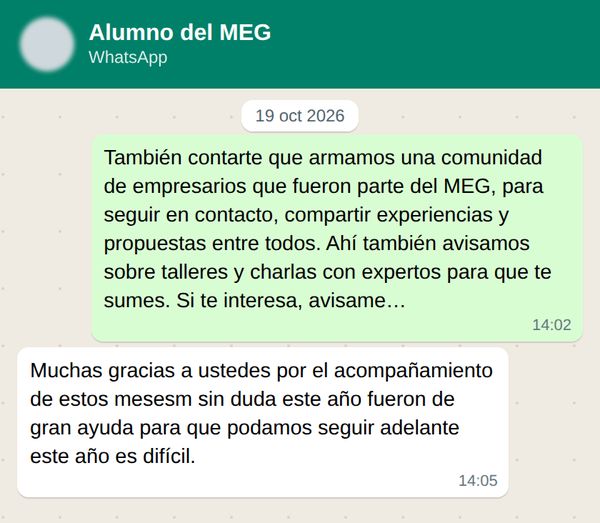 Alumno del MEG
WhatsApp
19 oct 2026
También contarte que armamos una comunidad
de empresarios que fueron parte del MEG, para
seguir en contacto, compartir experiencias y
propuestas entre todos. Ahí también avisamos
sobre talleres y charlas con expertos para que te
sumes. Si te interesa, avisame…
14:02
Muchas gracias a ustedes por el acompañamiento
de estos mesesm sin duda este año fueron de
gran ayuda para que podamos seguir adelante
este año es difícil.
14:05